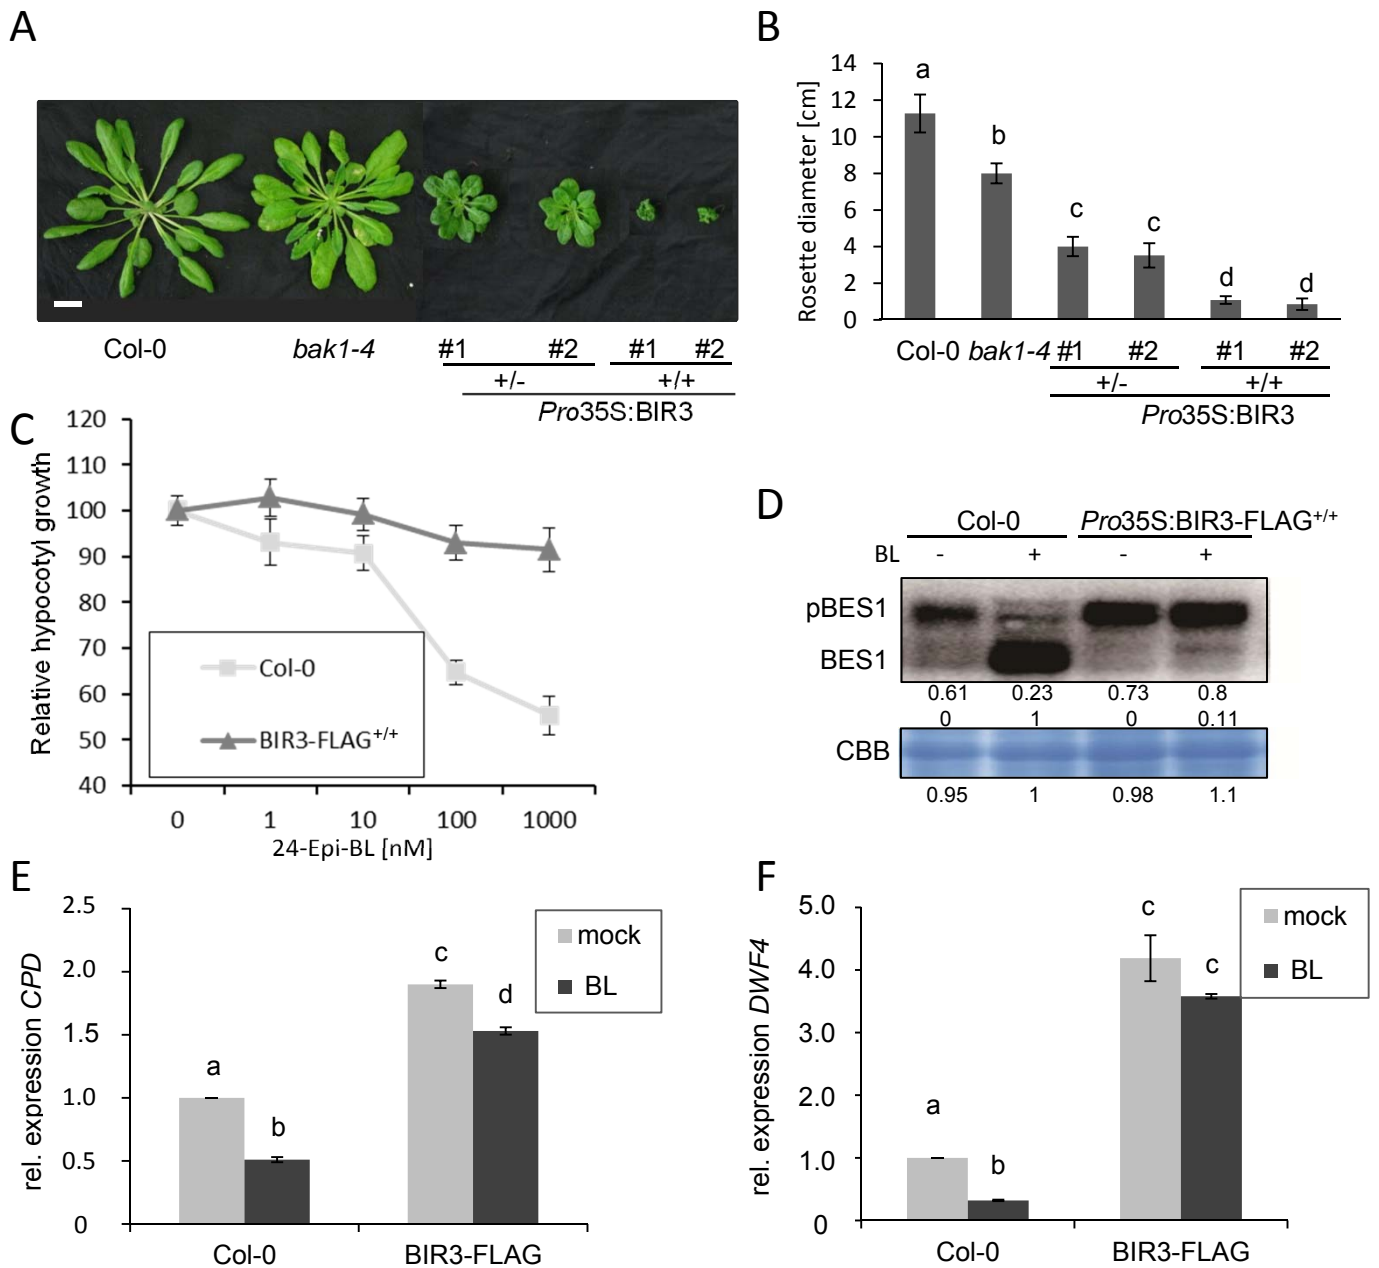 A
Col-0 bak1-4 #1 #2 #1 #2
+/- +/+
Pro35S:BIR3
B
Rosette diameter [cm]
14
12
10
8
6
4
2
0
a
b
c
c
d
d
Col-0 bak1-4 #1 #2 #1 #2
+/- +/+
Pro35S:BIR3
C
Relative hypocotyl growth
120
110
100
90
80
70
60
50
40
Col-0
BIR3-FLAG+/+
0 1 10 100 1000
24-Epi-BL [nM]
D
Col-0 Pro35S:BIR3-FLAG+/+
BL - + - +
pBES1
BES1
0.61 0.23 0.73 0.8
0 1 0 0.11
CBB
0.95 1 0.98 1.1
E
rel. expression CPD
2.5
2.0
1.5
1.0
0.5
0
a
b
c
d
mock
BL
Col-0 BIR3-FLAG
F
rel. expression DWF4
5.0
4.0
3.0
2.0
1.0
0
a
b
c
c
mock
BL
Col-0 BIR3-FLAG